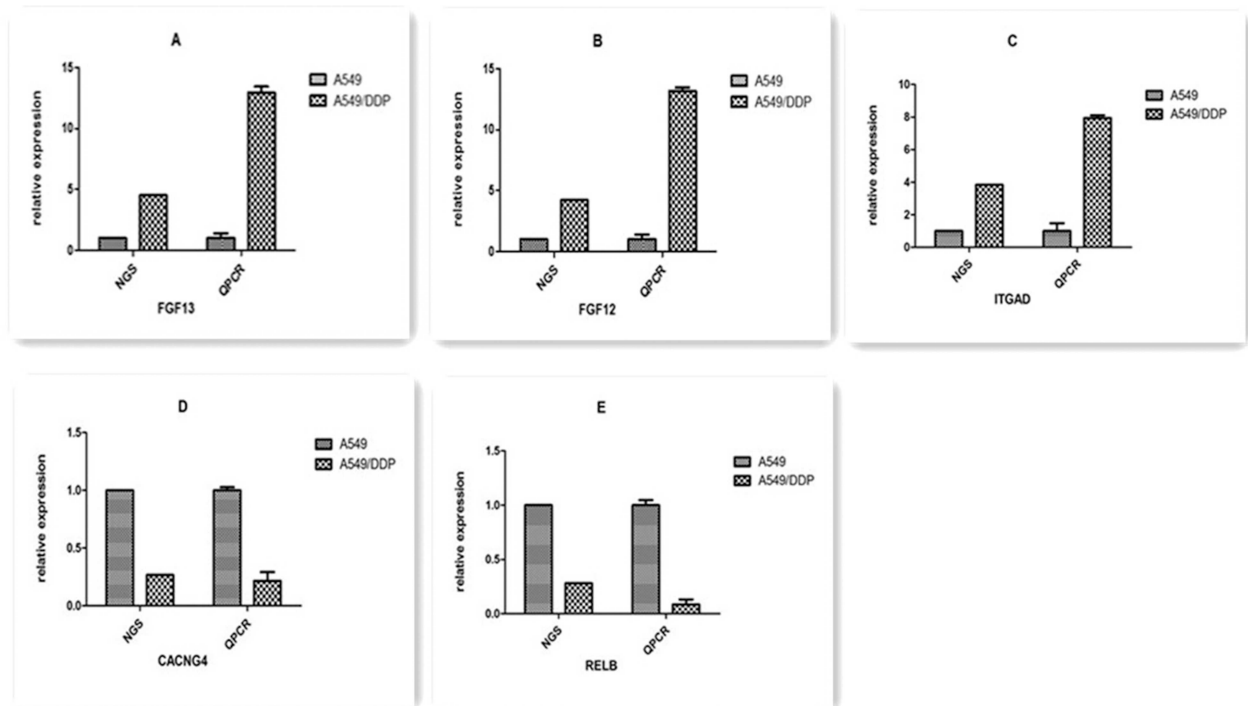 A
relative expression
15
10
5
0
NGS
QPCR
FGF13
A549
A549/DDP
B
relative expression
15
10
5
0
NGS
QPCR
FGF12
A549
A549/DDP
C
relative expression
10
8
6
4
2
0
NGS
QPCR
ITGAD
A549
A549/DDP
D
relative expression
1.5
1.0
0.5
0.0
NGS
QPCR
CACNG4
A549
A549/DDP
E
relative expression
1.5
1.0
0.5
0.0
NGS
QPCR
RELB
A549
A549/DDP